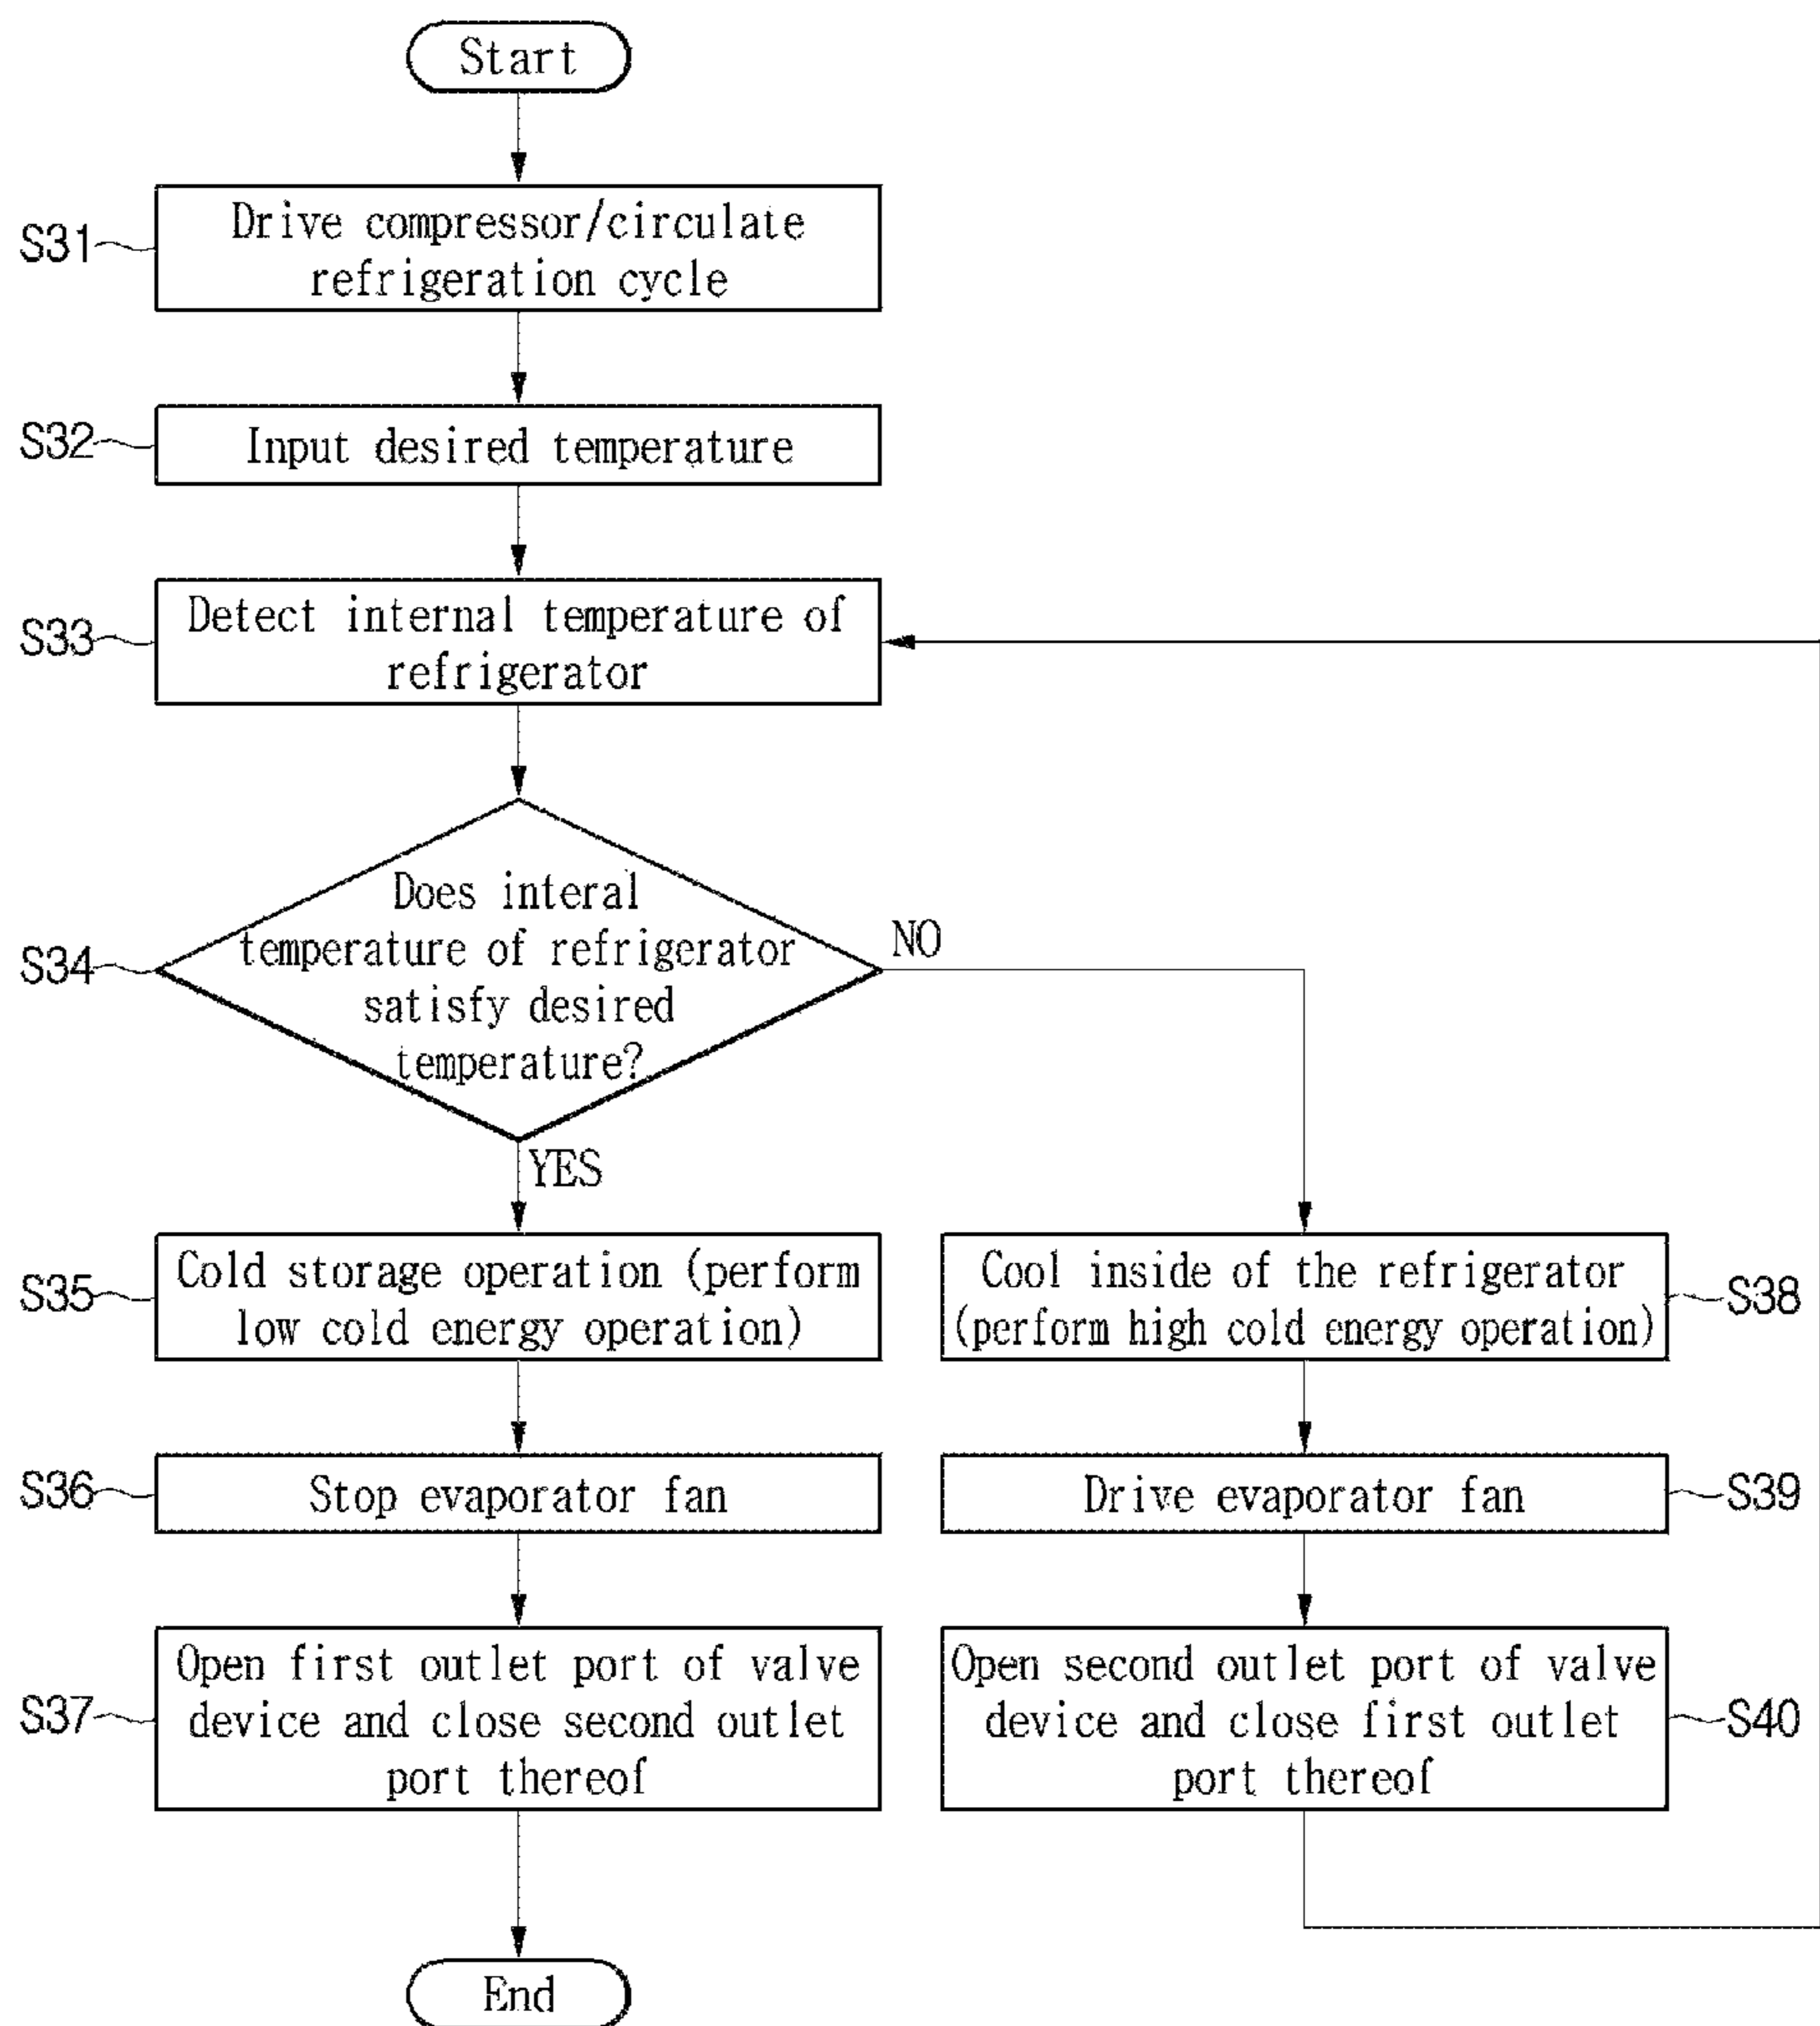 Start
S31
Drive compressor/circulate
refrigeration cycle
S32
Input desired temperature
S33
Detect internal temperature of
refrigerator
S34
Does interal
temperature of refrigerator
satisfy desired
temperature?
NO
YES
S35
Cold storage operation (perform
low cold energy operation)
Cool inside of the refrigerator
(perform high cold energy operation)
S38
S36
Stop evaporator fan
Drive evaporator fan
S39
S37
Open first outlet port of valve
device and close second outlet
port thereof
Open second outlet port of valve
device and close first outlet
port thereof
S40
End